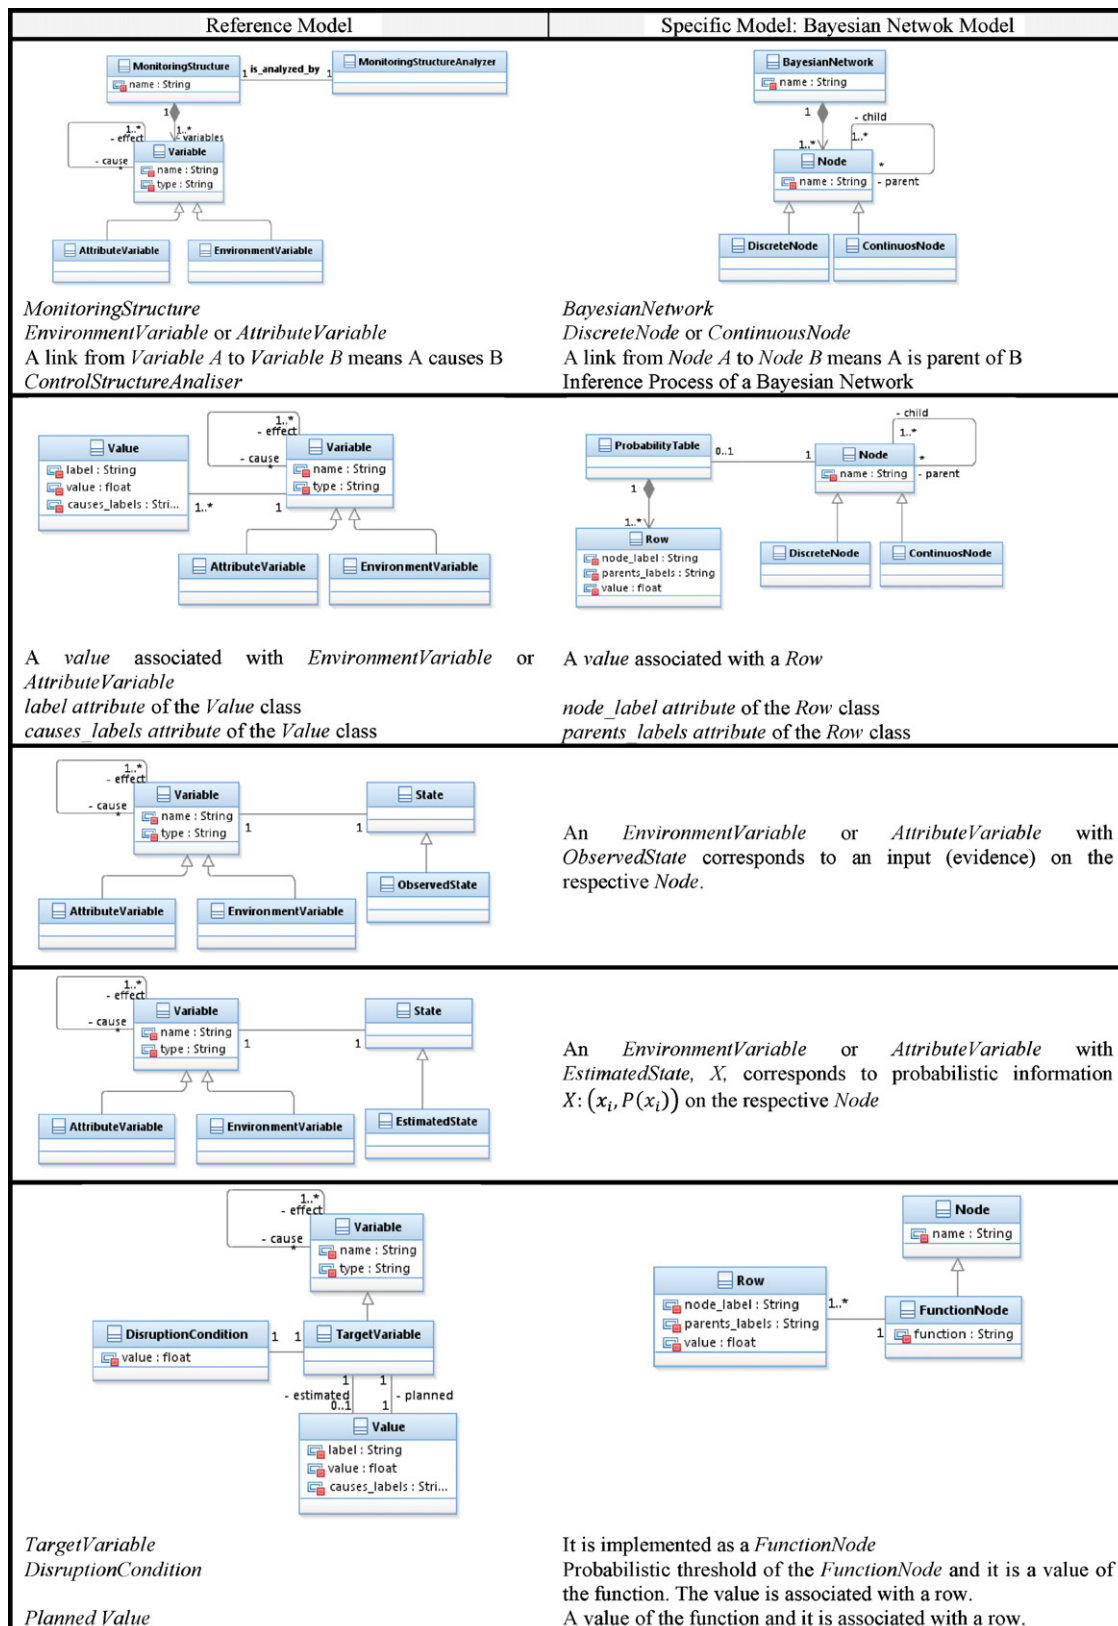 Reference Model
Specific Model: Bayesian Netwok Model
MonitoringStructure
name : String
1 is_analyzed_by 1
MonitoringStructureAnalyzer
1
1..*
- effect
1..*
- variables
- cause
*
Variable
name : String
type : String
AttributeVariable
EnvironmentVariable
BayesianNetwork
name : String
1
- child
1..*
1..*
Node
name : String
*
- parent
DiscreteNode
ContinuosNode
MonitoringStructure
EnvironmentVariable or AttributeVariable
A link from Variable A to Variable B means A causes B
ControlStructureAnaliser
BayesianNetwork
DiscreteNode or ContinuousNode
A link from Node A to Node B means A is parent of B
Inference Process of a Bayesian Network
Value
label : String
value : float
causes_labels : Stri...
1..*
1
1..*
- effect
- cause
*
Variable
name : String
type : String
AttributeVariable
EnvironmentVariable
ProbabilityTable
0..1
1
1
1..*
Row
node_label : String
parents_labels : String
value : float
- child
1..*
Node
name : String
*
- parent
DiscreteNode
ContinuosNode
A value associated with EnvironmentVariable or
AttributeVariable
label attribute of the Value class
causes_labels attribute of the Value class
A value associated with a Row
node_label attribute of the Row class
parents_labels attribute of the Row class
1..*
- effect
- cause
*
Variable
name : String
type : String
1
1
State
ObservedState
AttributeVariable
EnvironmentVariable
An EnvironmentVariable or AttributeVariable with
ObservedState corresponds to an input (evidence) on the
respective Node.
1..*
- effect
- cause
*
Variable
name : String
type : String
1
1
State
EstimatedState
AttributeVariable
EnvironmentVariable
An EnvironmentVariable or AttributeVariable with
EstimatedState, X, corresponds to probabilistic information
X: (xᵢ, P(xᵢ)) on the respective Node
1..*
- effect
- cause
*
Variable
name : String
type : String
DisruptionCondition
value : float
1 1
TargetVariable
1
1
- estimated
- planned
0..1
1
Value
label : String
value : float
causes_labels : Stri...
Node
name : String
Row
node_label : String
parents_labels : String
value : float
1..*
1
FunctionNode
function : String
TargetVariable
DisruptionCondition
Planned Value
It is implemented as a FunctionNode
Probabilistic threshold of the FunctionNode and it is a value of
the function. The value is associated with a row.
A value of the function and it is associated with a row.